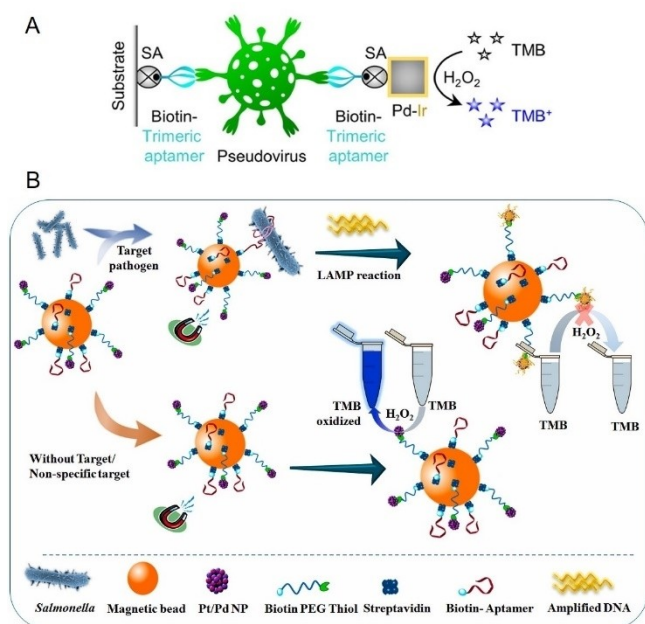 A
Substrate
SA
SA
TMB
H₂O₂
Pd-Ir
TMB⁺
Biotin-
Trimeric
aptamer
Pseudovirus
Biotin-
Trimeric
aptamer
B
Target
pathogen
LAMP reaction
H₂O₂
TMB
TMB
TMB
oxidized
H₂O₂
TMB
Without Target/
Non-specific target
Salmonella
Magnetic bead
Pt/Pd NP
Biotin PEG Thiol
Streptavidin
Biotin- Aptamer
Amplified DNA